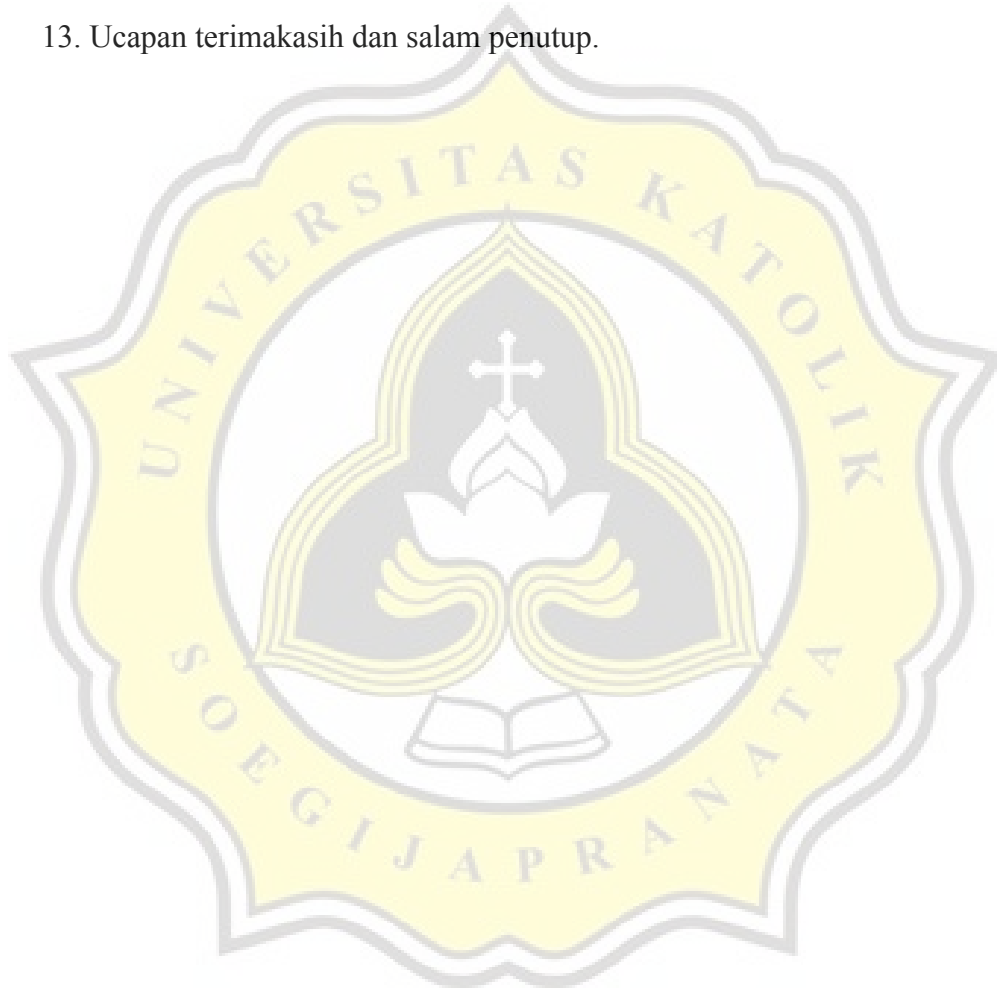 13. Ucapan terimakasih dan salam penutup.
UNIVERSITAS KATOLIK
SOEGIJAPRANATA